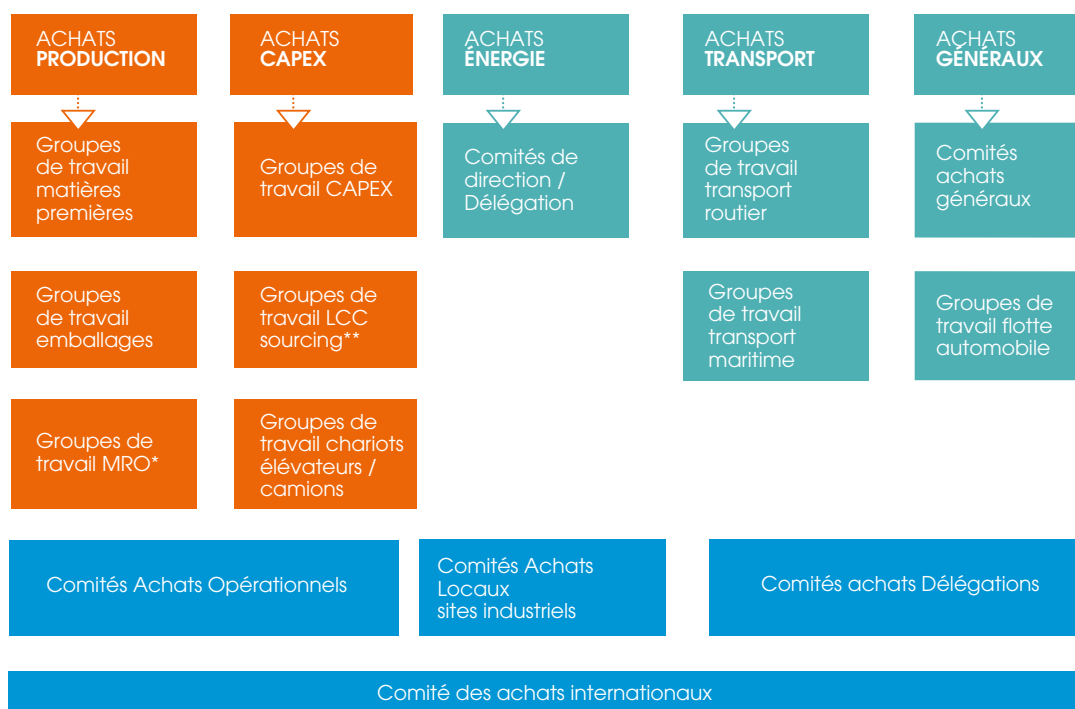 ACHATS
PRODUCTION
ACHATS
CAPEX
ACHATS
ÉNERGIE
ACHATS
TRANSPORT
ACHATS
GÉNÉRAUX
Groupes
de travail
matières
premières
Groupes de
travail CAPEX
Comités de
direction /
Délégation
Groupes
de travail
transport
routier
Comités
achats
généraux
Groupes
de travail
emballages
Groupes de
travail LCC
sourcing**
Groupes
de travail
transport
maritime
Groupes de
travail flotte
automobile
Groupes de
travail MRO*
Groupes de
travail chariots
élévateurs /
camions
Comités Achats Opérationnels
Comités Achats
Locaux
sites industriels
Comités achats Délégations
Comité des achats internationaux